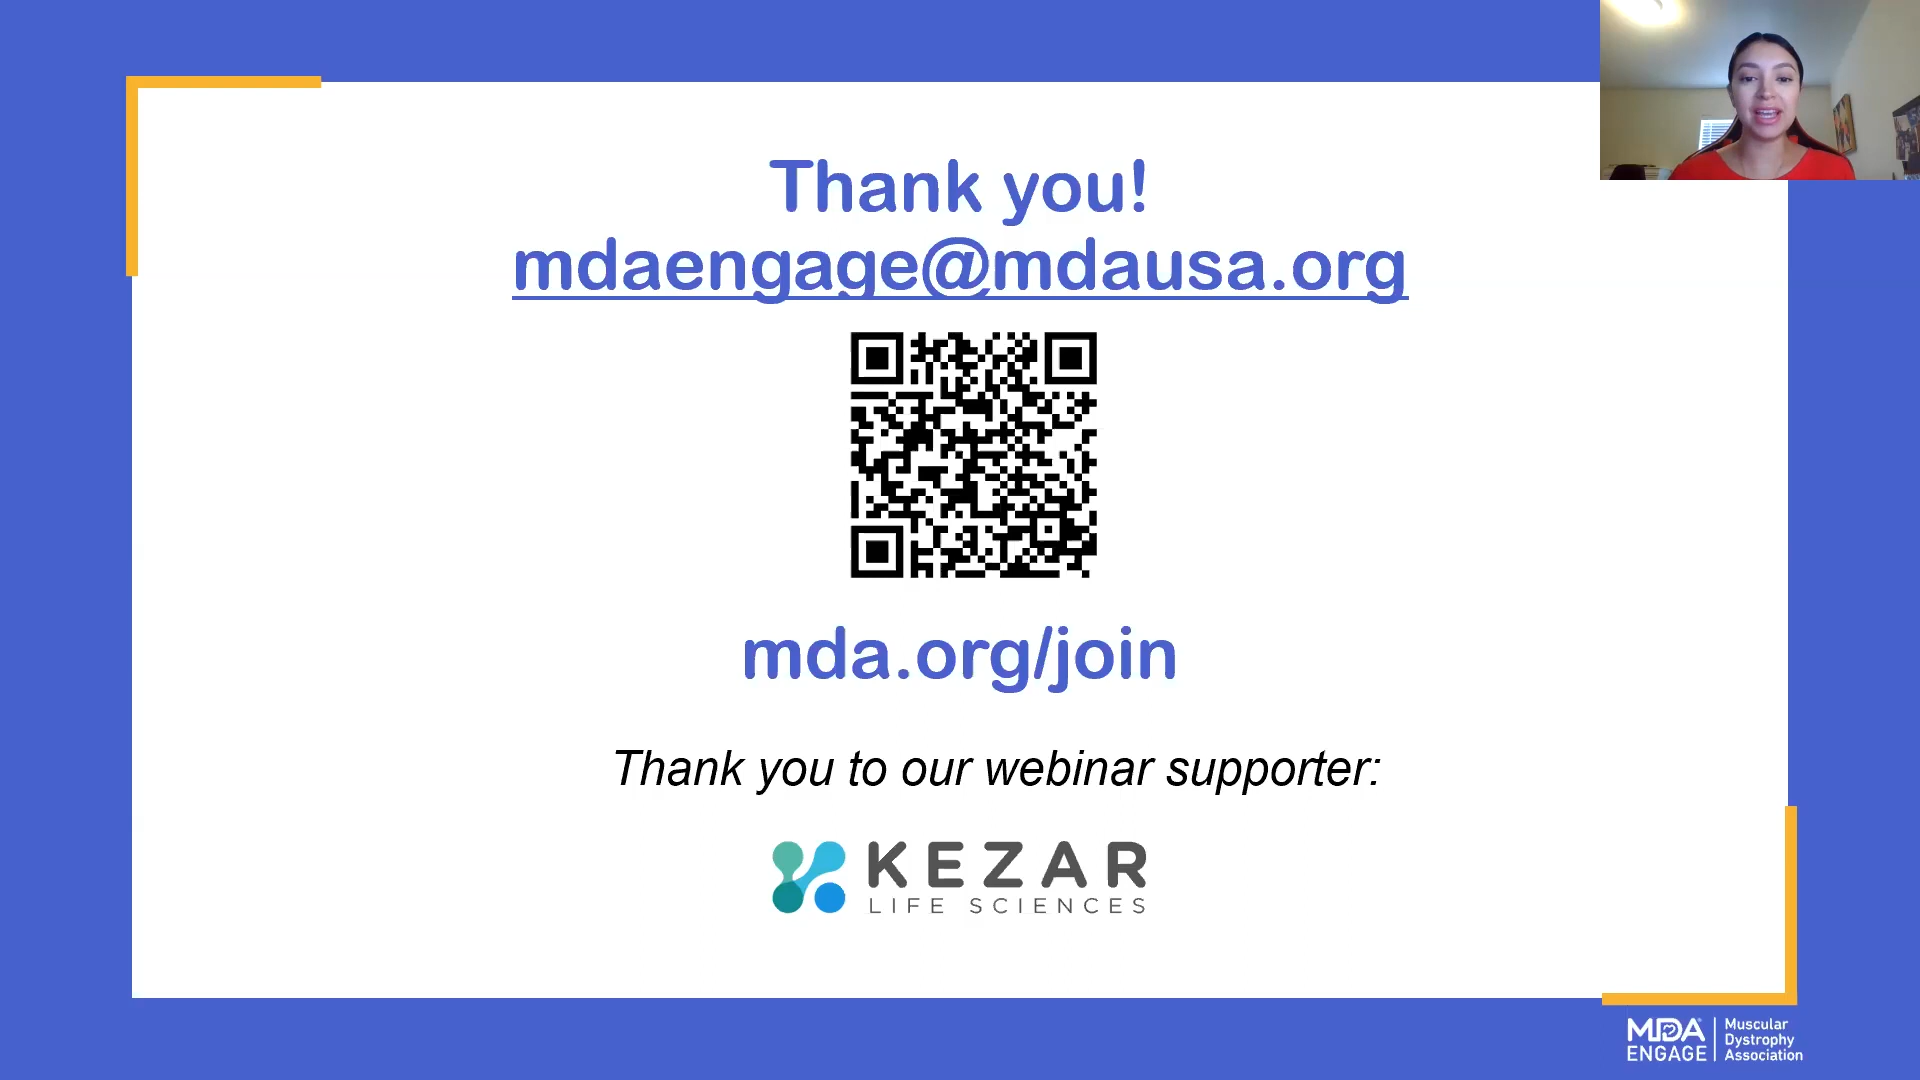 Thank you!
mdaengage@mdausa.org
mda.org/join
Thank you to our webinar supporter:
KEZAR
LIFE SCIENCES
MDA
ENGAGE
Muscular
Dystrophy
Association